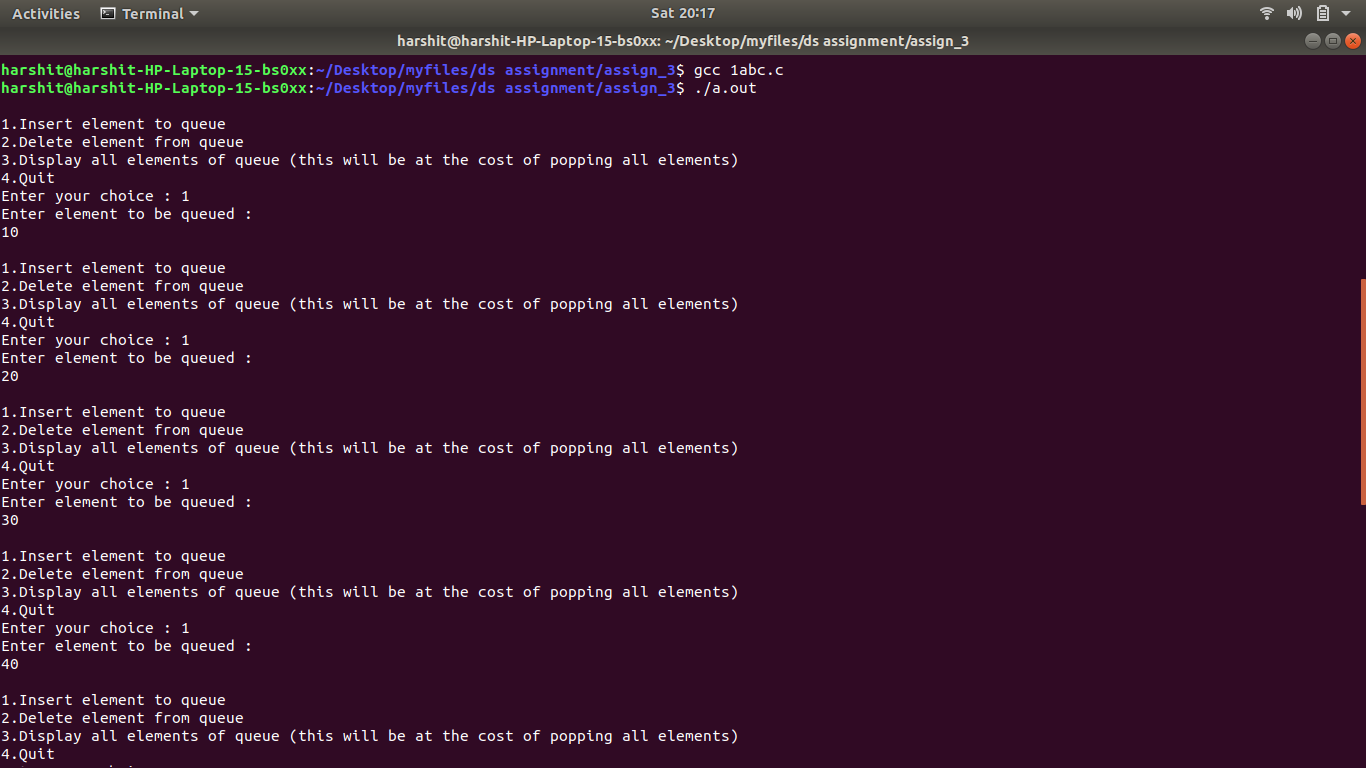 Activities Terminal Sat 20:17
harshit@harshit-HP-Laptop-15-bs0xx: ~/Desktop/myfiles/ds assignment/assign_3
harshit@harshit-HP-Laptop-15-bs0xx:~/Desktop/myfiles/ds assignment/assign_3$ gcc 1abc.c
harshit@harshit-HP-Laptop-15-bs0xx:~/Desktop/myfiles/ds assignment/assign_3$ ./a.out
1.Insert element to queue
2.Delete element from queue
3.Display all elements of queue (this will be at the cost of popping all elements)
4.Quit
Enter your choice : 1
Enter element to be queued :
10
1.Insert element to queue
2.Delete element from queue
3.Display all elements of queue (this will be at the cost of popping all elements)
4.Quit
Enter your choice : 1
Enter element to be queued :
20
1.Insert element to queue
2.Delete element from queue
3.Display all elements of queue (this will be at the cost of popping all elements)
4.Quit
Enter your choice : 1
Enter element to be queued :
30
1.Insert element to queue
2.Delete element from queue
3.Display all elements of queue (this will be at the cost of popping all elements)
4.Quit
Enter your choice : 1
Enter element to be queued :
40
1.Insert element to queue
2.Delete element from queue
3.Display all elements of queue (this will be at the cost of popping all elements)
4.Quit